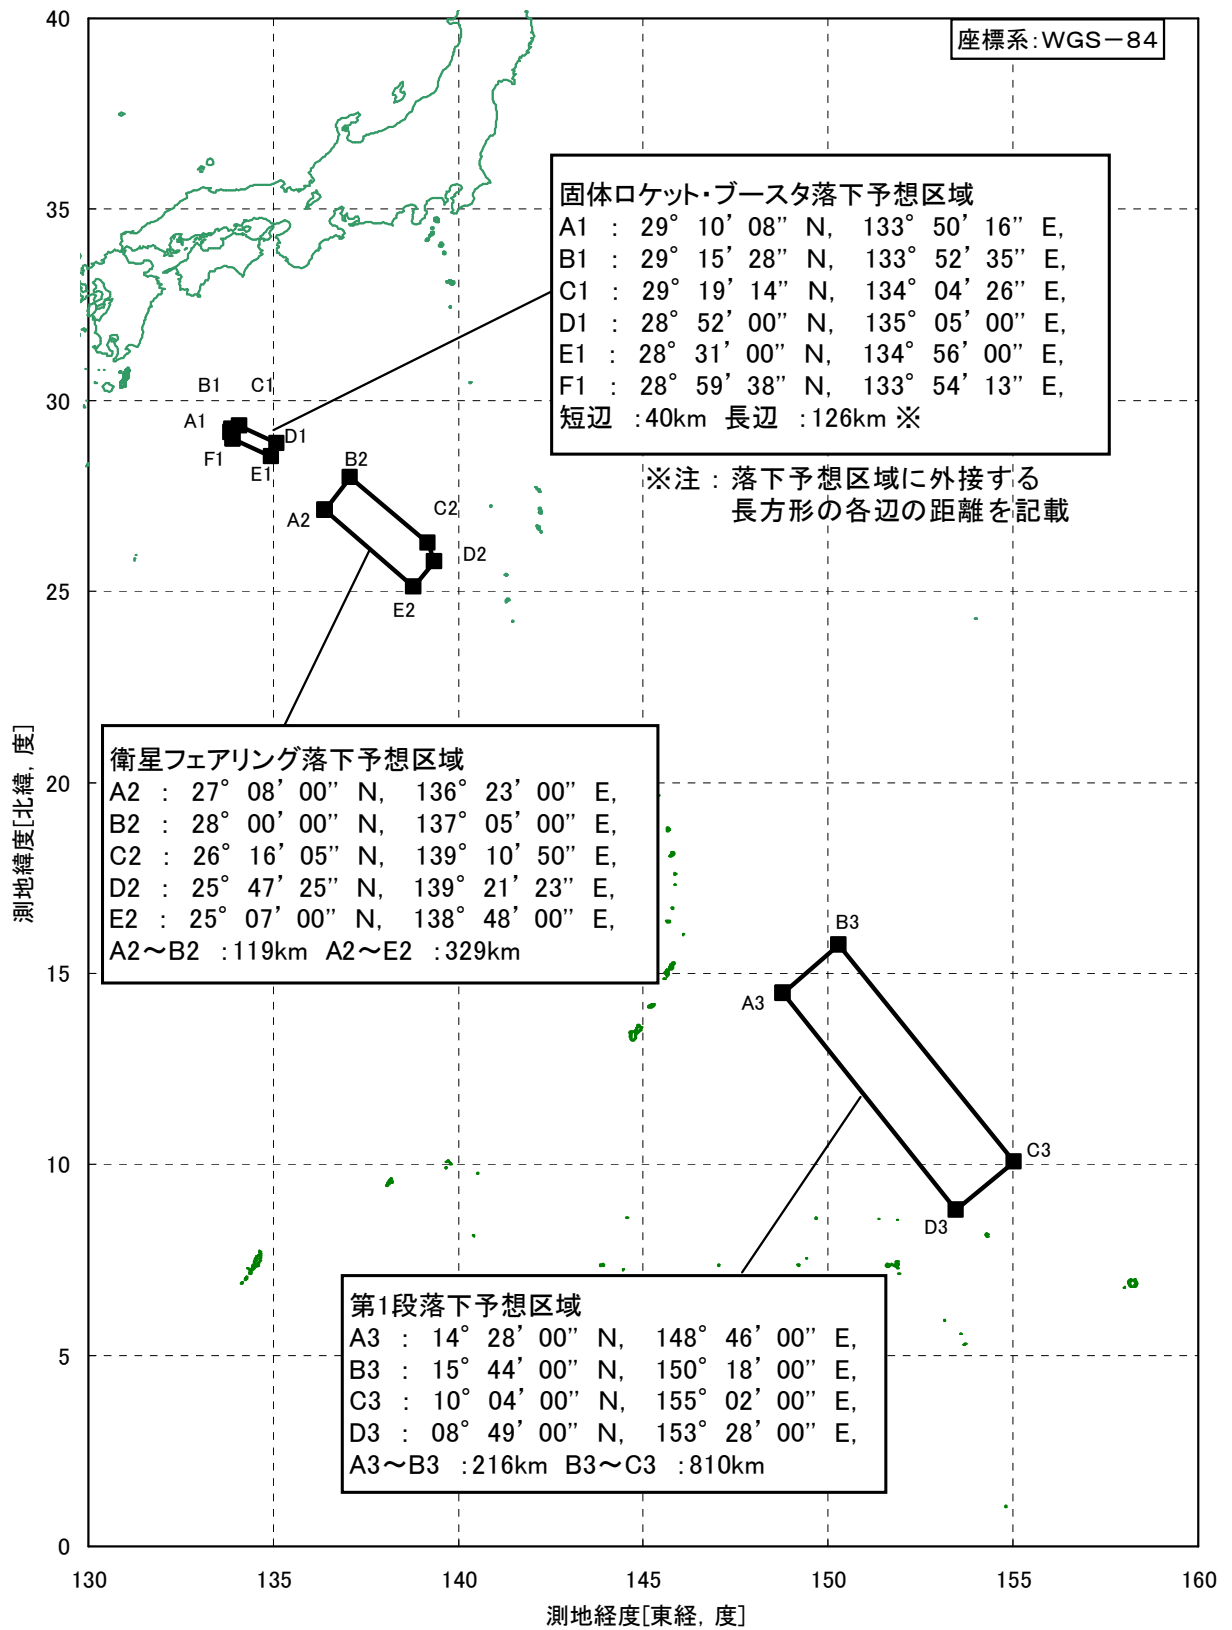 40
座標系:WGS-84
固体ロケット・ブースタ落下予想区域
A1 : 29° 10’ 08” N, 133° 50’ 16” E,
B1 : 29° 15’ 28” N, 133° 52’ 35” E,
C1 : 29° 19’ 14” N, 134° 04’ 26” E,
D1 : 28° 52’ 00” N, 135° 05’ 00” E,
E1 : 28° 31’ 00” N, 134° 56’ 00” E,
F1 : 28° 59’ 38” N, 133° 54’ 13” E,
短辺 :40km 長辺 :126km ※
※注 : 落下予想区域に外接する
長方形の各辺の距離を記載
35
30
B1 C1
A1
D1
F1
E1
B2
A2
C2
D2
E2
25
衛星フェアリング落下予想区域
A2 : 27° 08’ 00” N, 136° 23’ 00” E,
B2 : 28° 00’ 00” N, 137° 05’ 00” E,
C2 : 26° 16’ 05” N, 139° 10’ 50” E,
D2 : 25° 47’ 25” N, 139° 21’ 23” E,
E2 : 25° 07’ 00” N, 138° 48’ 00” E,
A2~B2 :119km A2~E2 :329km
20
測地緯度[北緯, 度]
15
B3
A3
C3
D3
10
第1段落下予想区域
A3 : 14° 28’ 00” N, 148° 46’ 00” E,
B3 : 15° 44’ 00” N, 150° 18’ 00” E,
C3 : 10° 04’ 00” N, 155° 02’ 00” E,
D3 : 08° 49’ 00” N, 153° 28’ 00” E,
A3~B3 :216km B3~C3 :810km
5
0
130 135 140 145 150 155 160
測地経度[東経, 度]